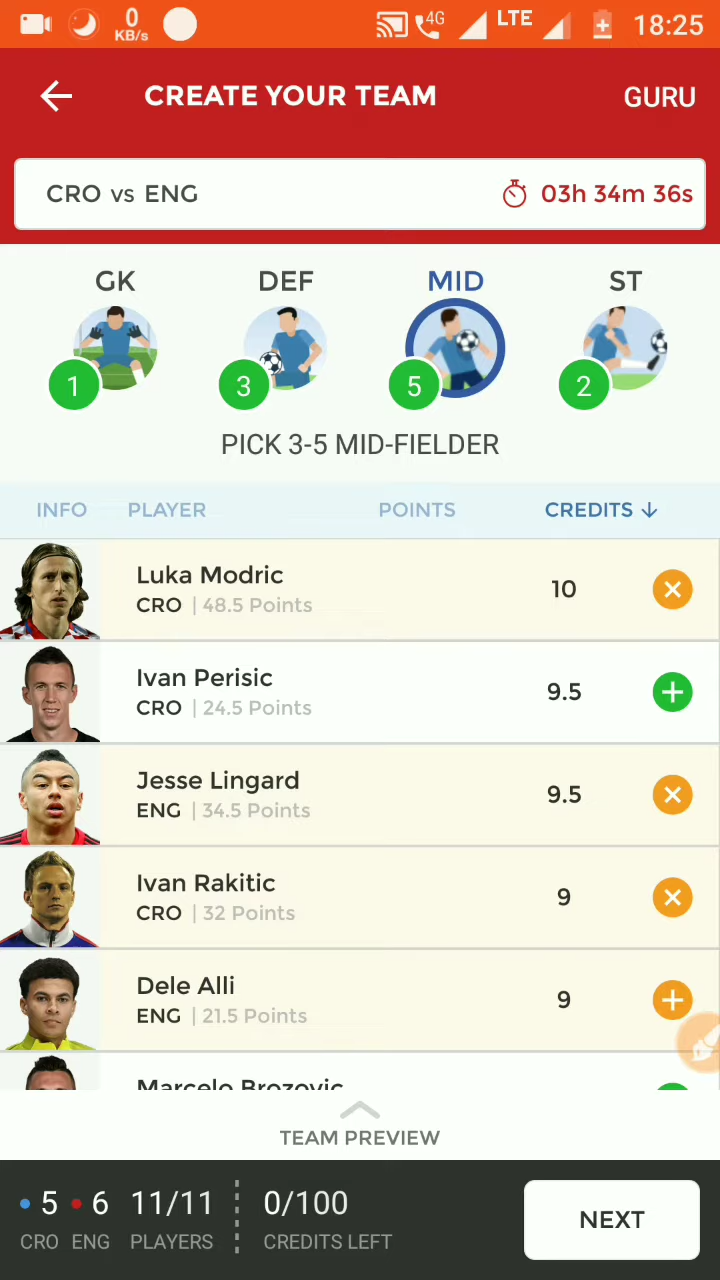 0 KB/s 4G LTE 18:25
CREATE YOUR TEAM GURU
CRO vs ENG 03h 34m 36s
GK DEF MID ST
1 3 5 2
PICK 3-5 MID-FIELDER
INFO PLAYER POINTS CREDITS
Luka Modric
CRO | 48.5 Points 10
Ivan Perisic
CRO | 24.5 Points 9.5
Jesse Lingard
ENG | 34.5 Points 9.5
Ivan Rakitic
CRO | 32 Points 9
Dele Alli
ENG | 21.5 Points 9
Marcelo Brozovic
TEAM PREVIEW
5 6 11/11 0/100
CRO ENG PLAYERS CREDITS LEFT
NEXT